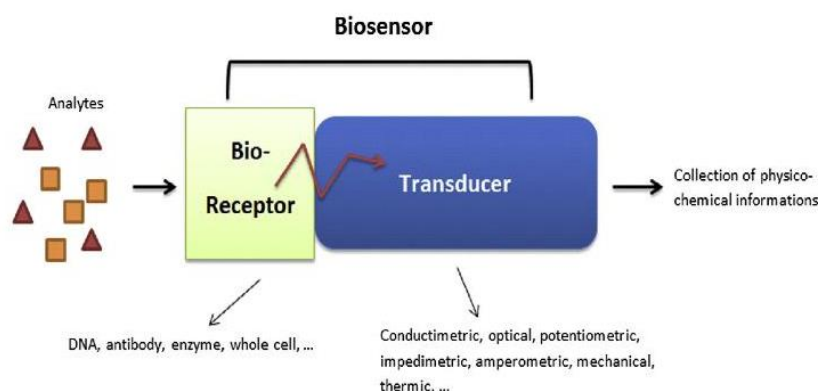 Biosensor
Analytes
Bio-
Receptor
Transducer
Collection of physico-
chemical informations
DNA, antibody, enzyme, whole cell, ...
Conductimetric, optical, potentiometric,
impedimetric, amperometric, mechanical,
thermic, ...